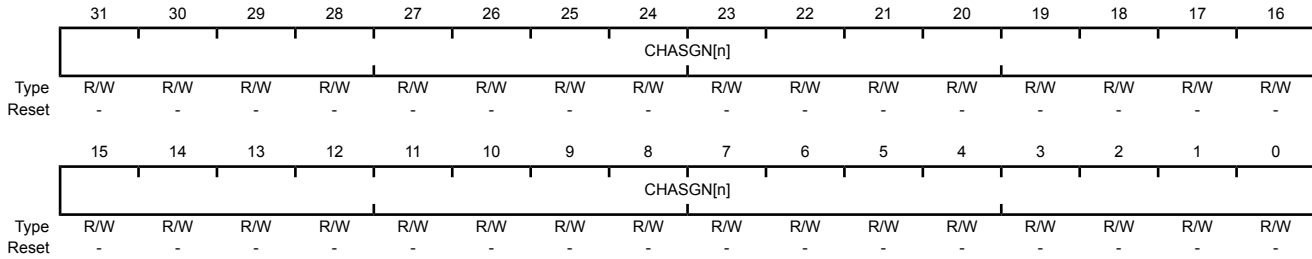 31 30 29 28 27 26 25 24 23 22 21 20 19 18 17 16
CHASGN[n]
Type R/W R/W R/W R/W R/W R/W R/W R/W R/W R/W R/W R/W R/W R/W R/W R/W
Reset - - - - - - - - - - - - - - - -
15 14 13 12 11 10 9 8 7 6 5 4 3 2 1 0
CHASGN[n]
Type R/W R/W R/W R/W R/W R/W R/W R/W R/W R/W R/W R/W R/W R/W R/W R/W
Reset - - - - - - - - - - - - - - - -